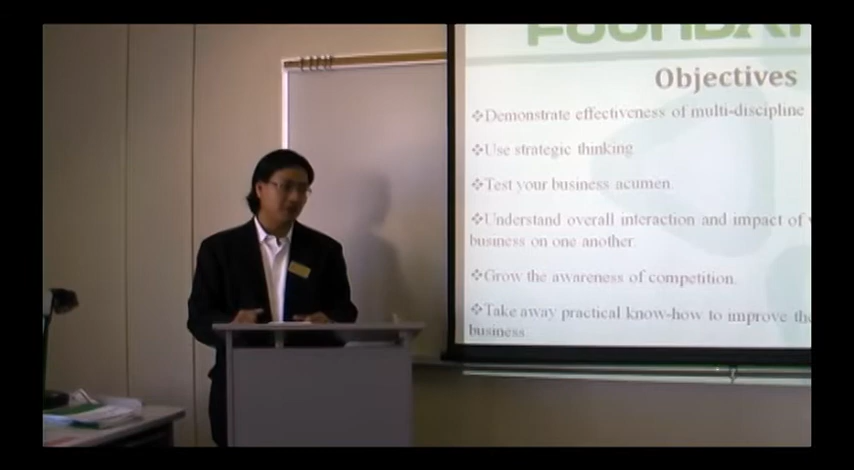 Objectives
❖Demonstrate effectiveness of multi-discipline
❖Use strategic thinking
❖Test your business acumen.
❖Understand overall interaction and impact of
business on one another.
❖Grow the awareness of competition.
❖Take away practical know-how to improve
business